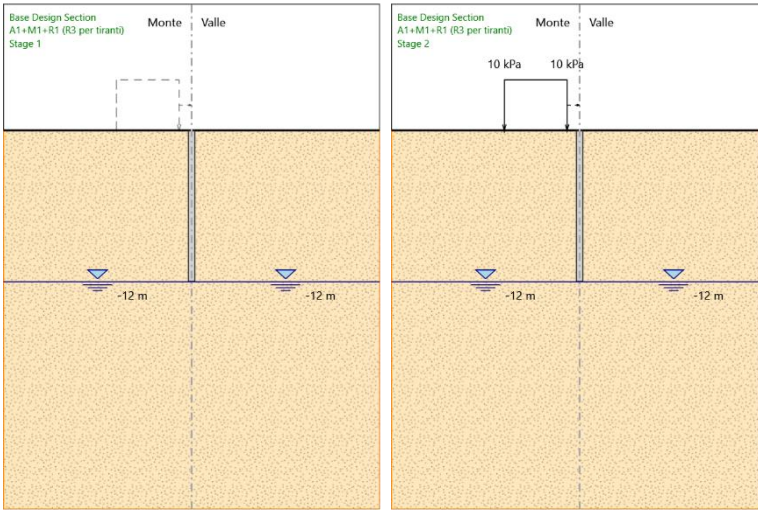 Base Design Section
A1+M1+R1 (R3 per tiranti)
Stage 1
Monte
Valle
-12 m
-12 m
Base Design Section
A1+M1+R1 (R3 per tiranti)
Stage 2
Monte
Valle
10 kPa
10 kPa
-12 m
-12 m